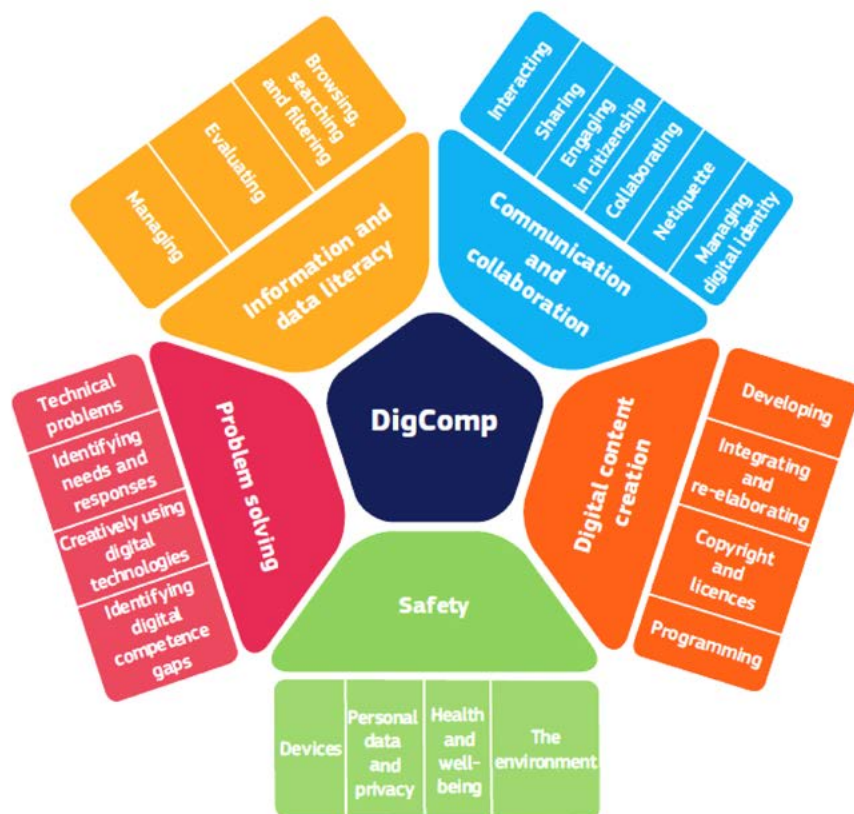 DigComp
Information and
data literacy
Browsing,
searching
and filtering
Evaluating
Managing
Communication
and
collaboration
Interacting
Sharing
Engaging
in citizenship
Collaborating
Netiquette
Managing
digital identity
Digital content
creation
Developing
Integrating
and
re-elaborating
Copyright
and
licences
Programming
Safety
Devices
Personal
data
and
privacy
Health
and
well-
being
The
environment
Problem solving
Technical
problems
Identifying
needs and
responses
Creatively using
digital
technologies
Identifying
digital
competence
gaps